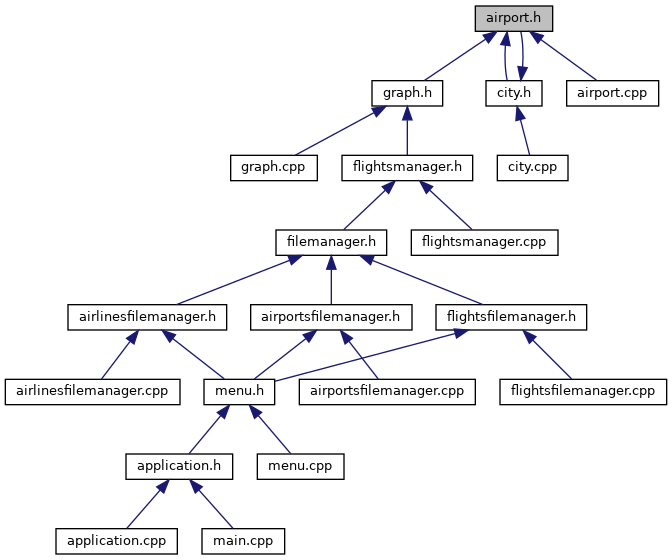 airport.h
graph.h
city.h
airport.cpp
graph.cpp
flightsmanager.h
city.cpp
filemanager.h
flightsmanager.cpp
airlinesfilemanager.h
airportsfilemanager.h
flightsfilemanager.h
airlinesfilemanager.cpp
menu.h
airportsfilemanager.cpp
flightsfilemanager.cpp
application.h
menu.cpp
application.cpp
main.cpp